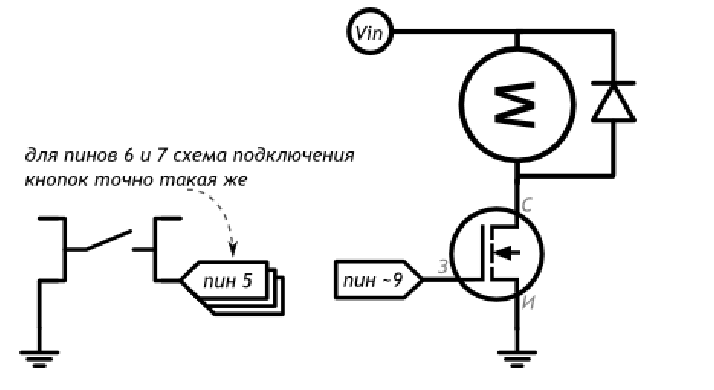 Vin
M
для пинов 6 и 7 схема подключения
кнопок точно такая же
С
З
И
пин 5
пин ~9